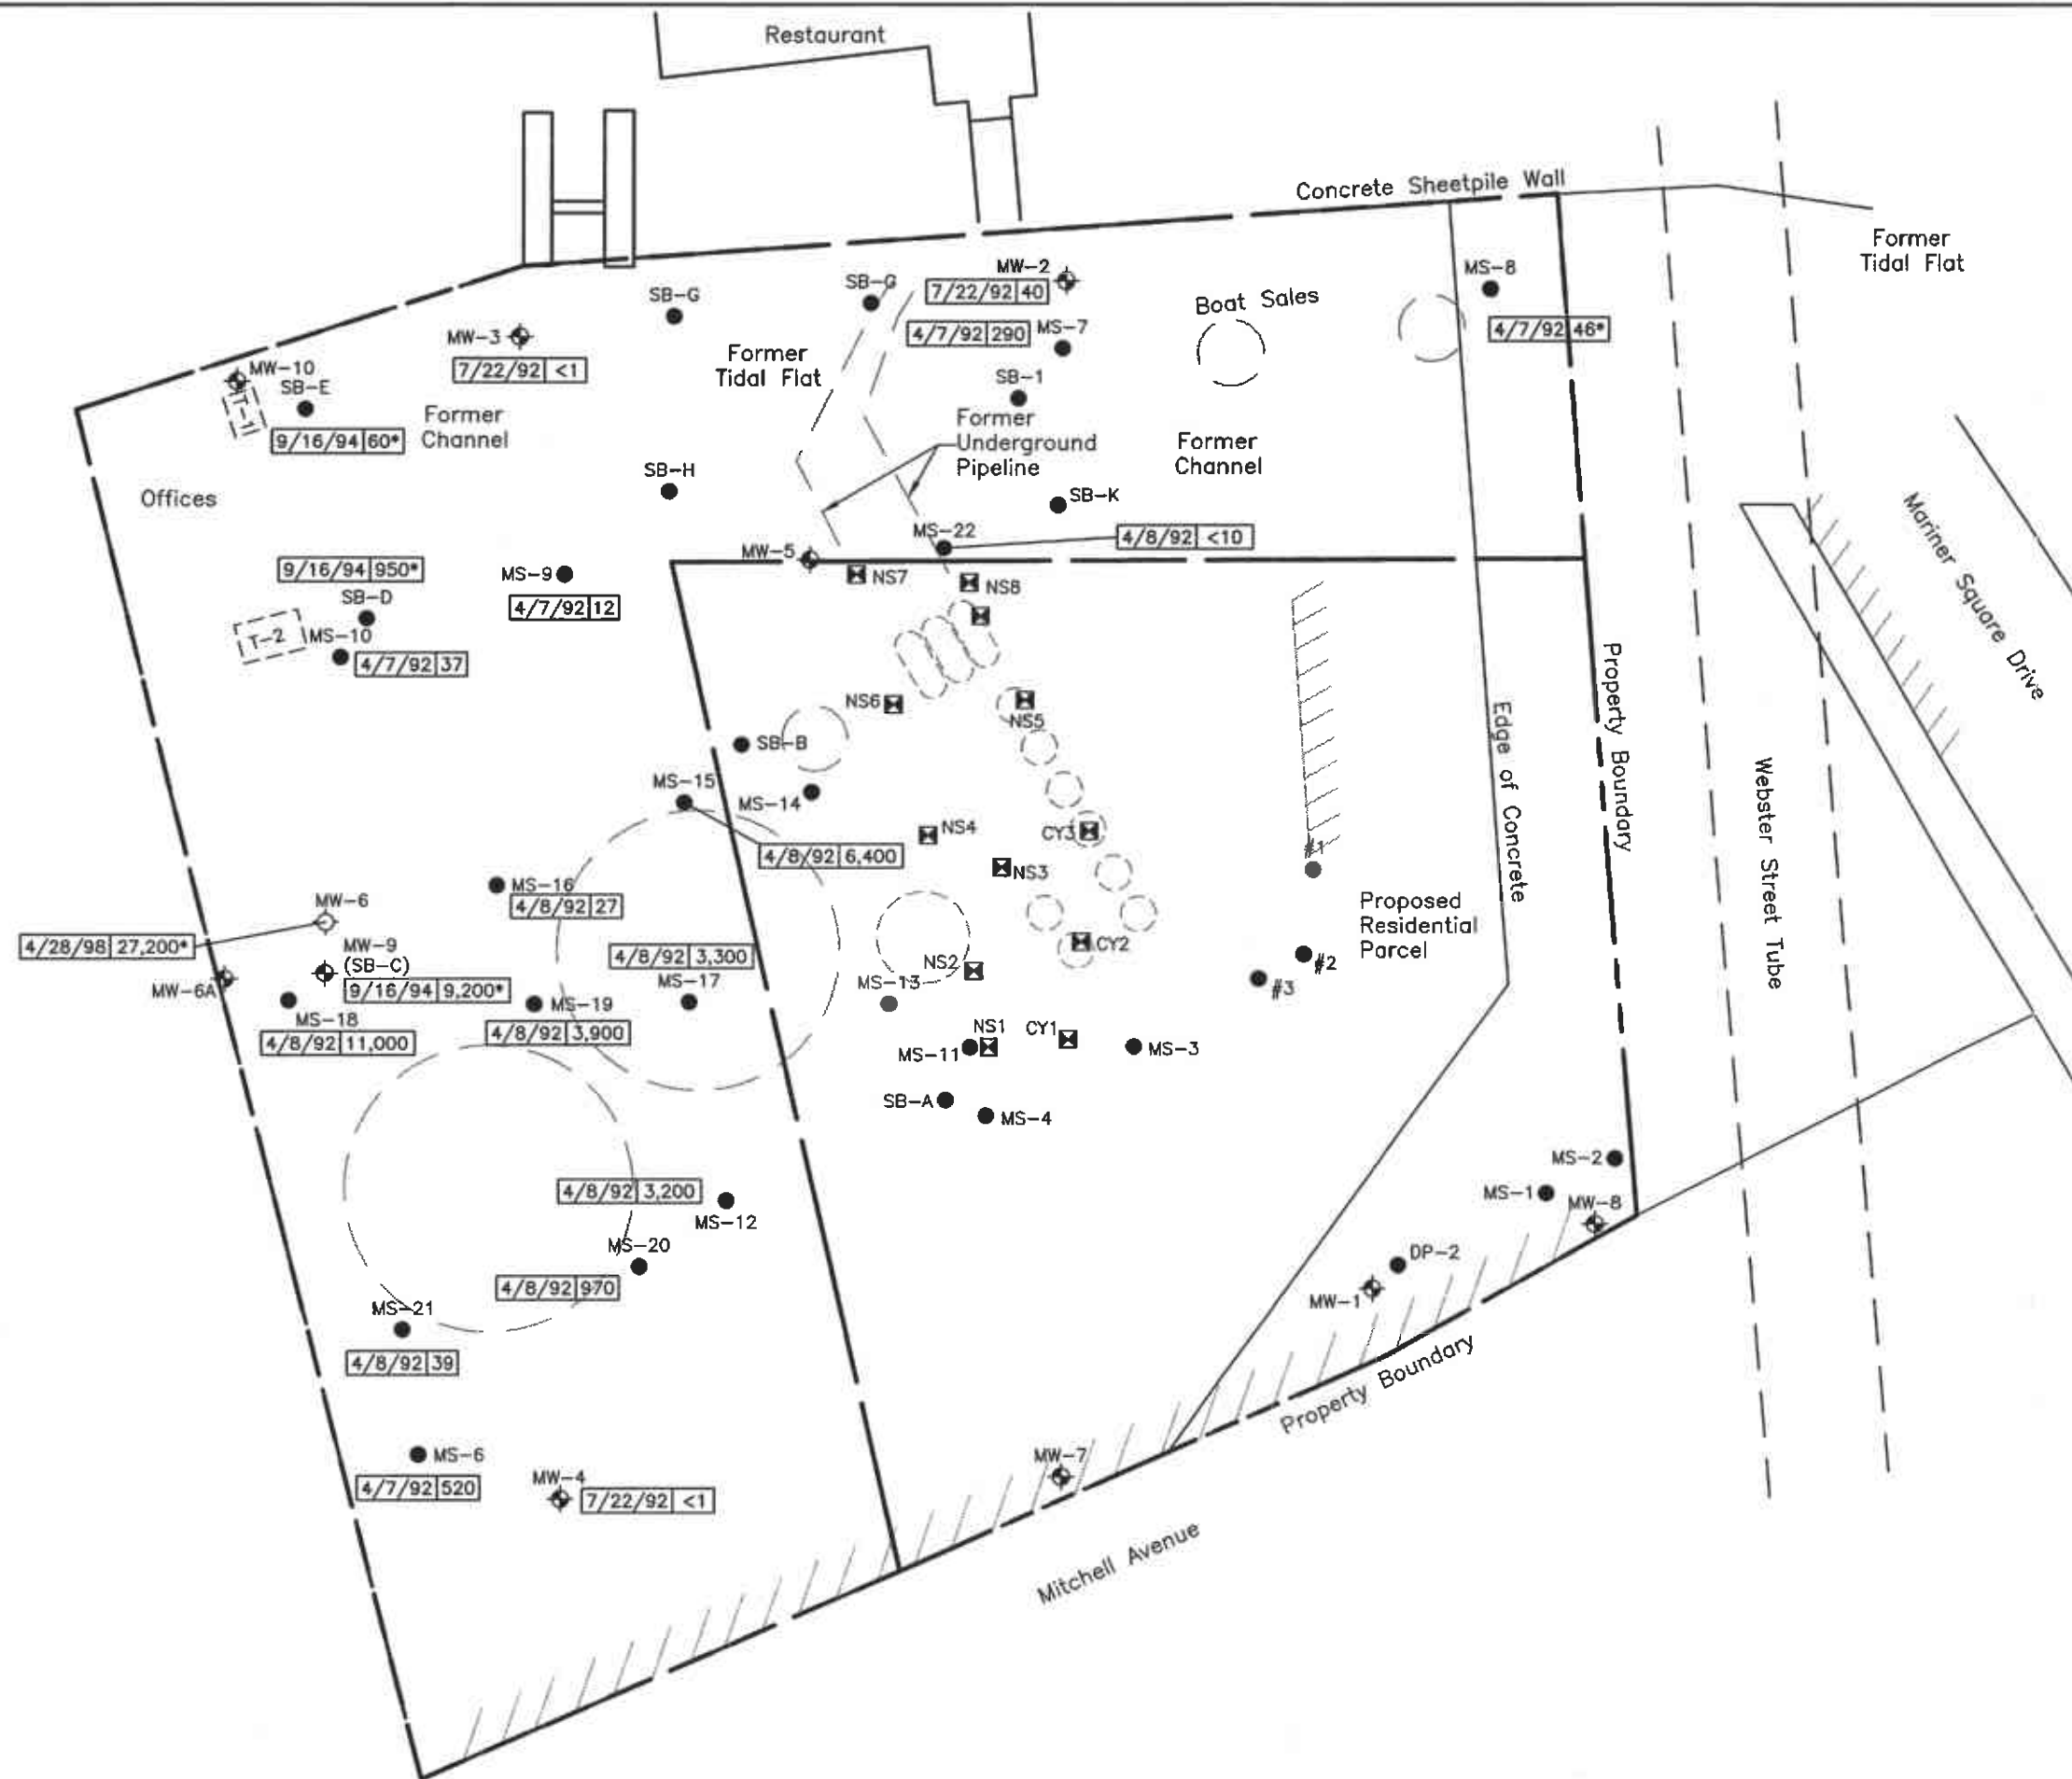 Restaurant
Concrete Sheetpile Wall
Former
Tidal Flat
MS-8
4/7/92 46*
MW-2
7/22/92 40
SB-G
SB-G
Boat Sales
4/7/92 290
MS-7
MW-3
7/22/92 <1
Former
Tidal Flat
MW-10
SB-E
T-1
9/16/94 60*
Former
Channel
SB-1
Former
Underground
Pipeline
Former
Channel
SB-H
SB-K
Offices
MS-22
4/8/92 <10
MW-5
NS7
NS8
9/16/94 950*
SB-D
MS-9
4/7/92 12
T-2
MS-10
4/7/92 37
Mariner Square Drive
Property Boundary
Edge of Concrete
Webster Street Tube
NS6
NS5
SB-B
MS-15
MS-14
4/8/92 6,400
NS4
CY3
NS3
#1
MS-16
4/8/92 27
MW-6
4/28/98 27,200*
MW-9
(SB-C)
9/16/94 9,200*
MW-6A
MS-18
4/8/92 11,000
4/8/92 3,300
MS-17
MS-19
4/8/92 3,900
Proposed
Residential
Parcel
CY2
NS2
MS-13
#2
#3
NS1
CY1
MS-11
MS-3
SB-A
MS-4
MS-2
MS-1
MW-8
4/8/92 3,200
MS-12
MS-20
4/8/92 970
DP-2
MW-1
MS-21
4/8/92 39
Property Boundary
MS-6
4/7/92 520
MW-4
7/22/92 <1
MW-7
Mitchell Avenue